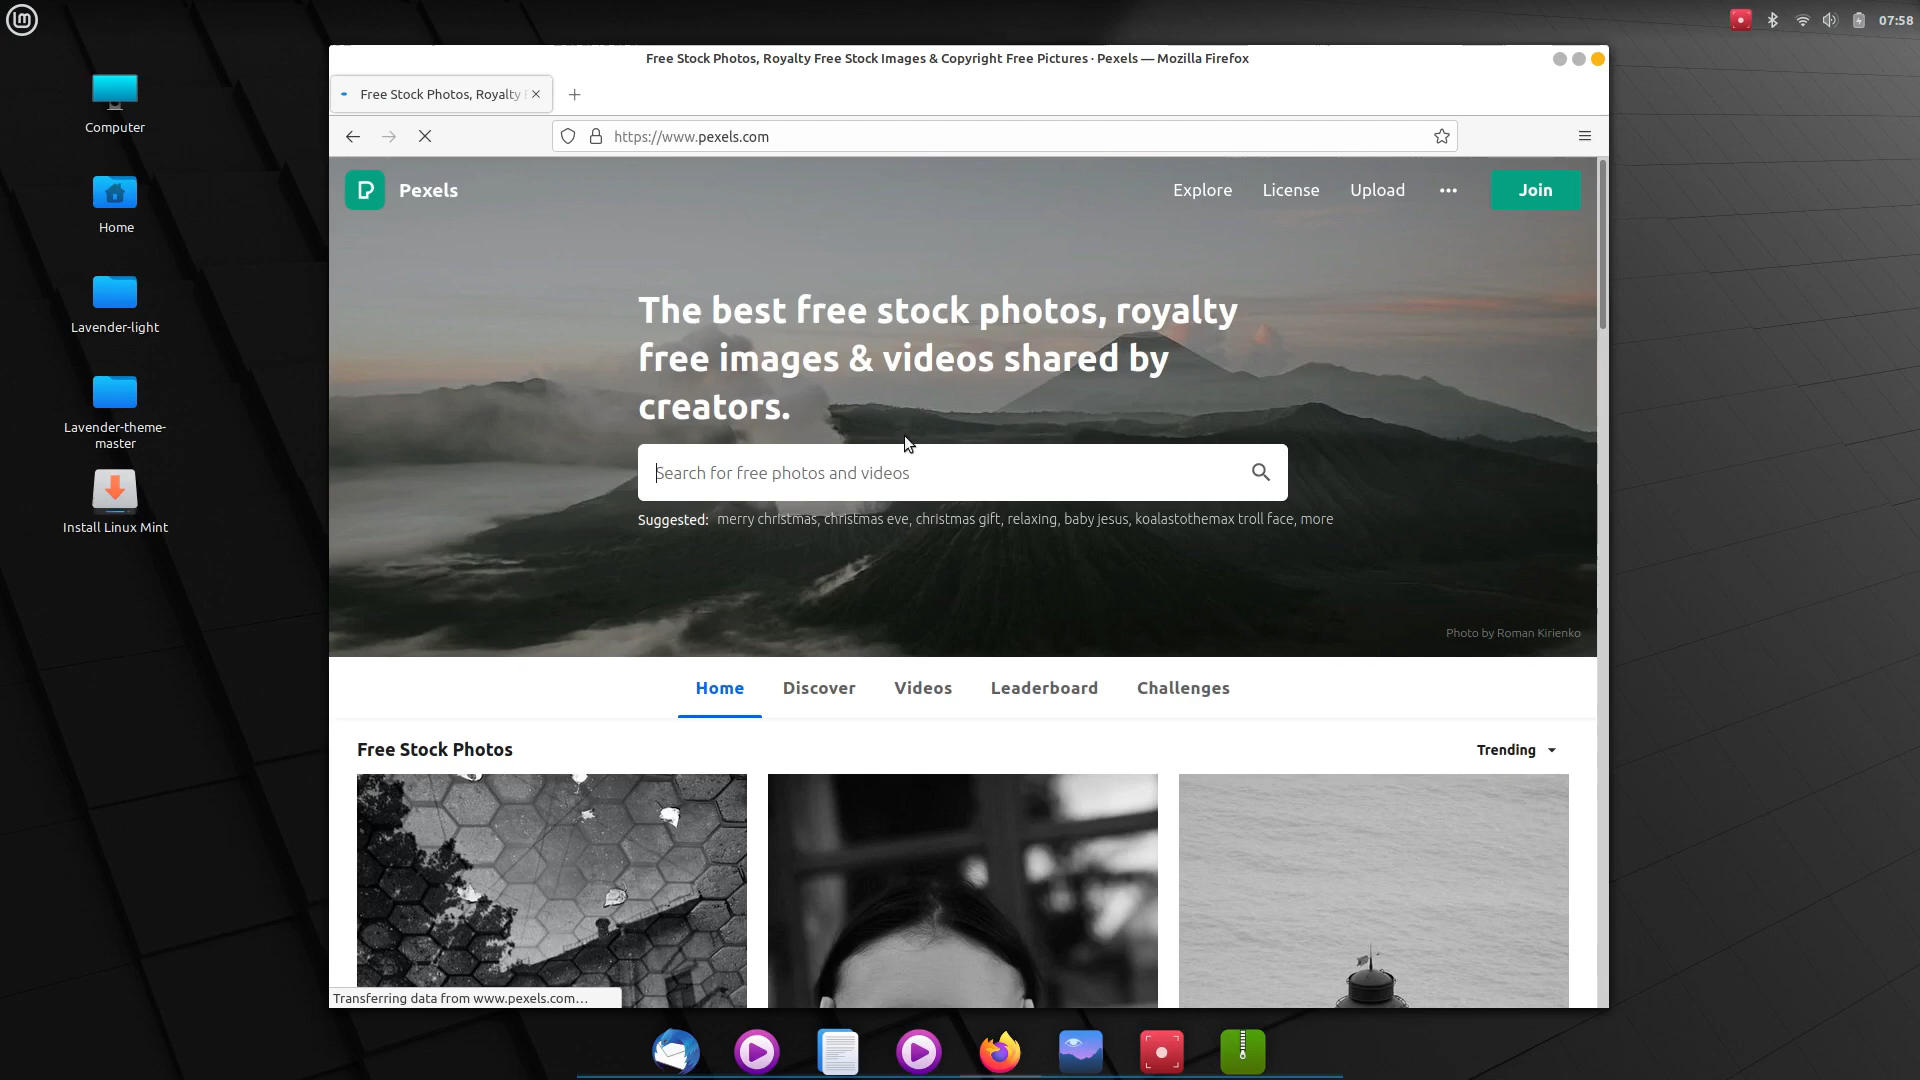 07:58
Free Stock Photos, Royalty Free Stock Images & Copyright Free Pictures · Pexels — Mozilla Firefox
Free Stock Photos, Royalty
https://www.pexels.com
Computer
Home
Lavender-light
Lavender-theme-
master
Install Linux Mint
Pexels
Explore License Upload ••• Join
The best free stock photos, royalty
free images & videos shared by
creators.
Search for free photos and videos
Suggested: merry christmas, christmas eve, christmas gift, relaxing, baby jesus, koalastothemax troll face, more
Photo by Roman Kirienko
Home Discover Videos Leaderboard Challenges
Free Stock Photos
Trending
Transferring data from www.pexels.com…